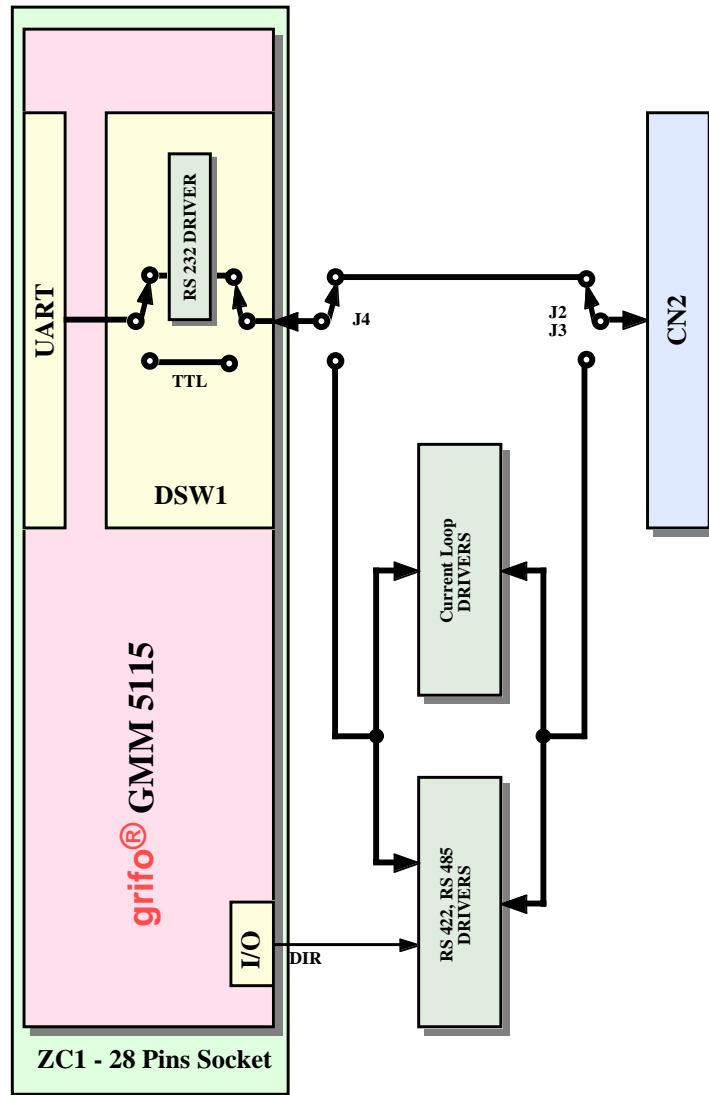 RS 232 DRIVER
UART
J4
J2
J3
CN2
TTL
DSW1
Current Loop
DRIVERS
grifo® GMM 5115
RS 422, RS 485
DRIVERS
I/O
DIR
ZC1 - 28 Pins Socket